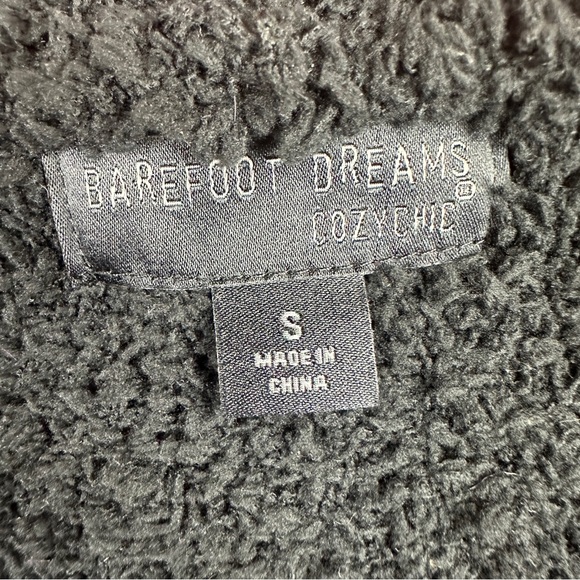 BAREFOOT DREAMS
COZYCHIC®
S
MADE IN
CHINA